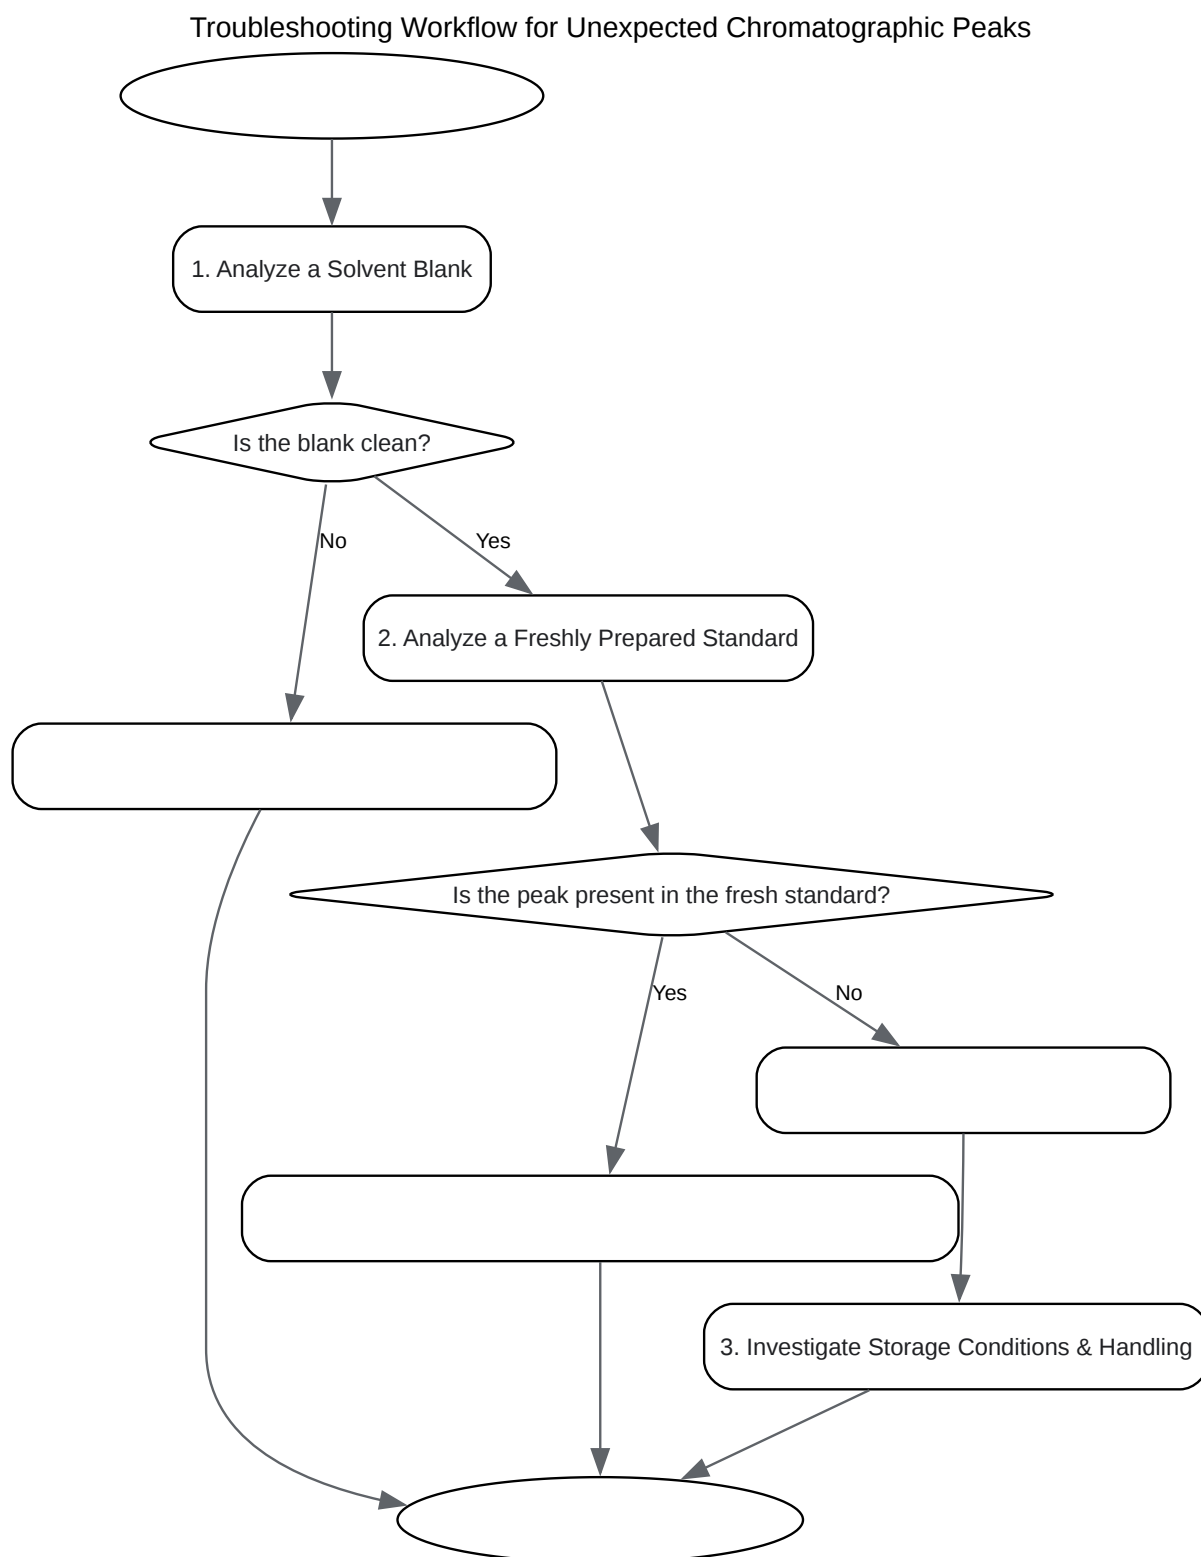 Troubleshooting Workflow for Unexpected Chromatographic Peaks
1. Analyze a Solvent Blank
Is the blank clean?
No
Yes
2. Analyze a Freshly Prepared Standard
Is the peak present in the fresh standard?
Yes
No
3. Investigate Storage Conditions & Handling